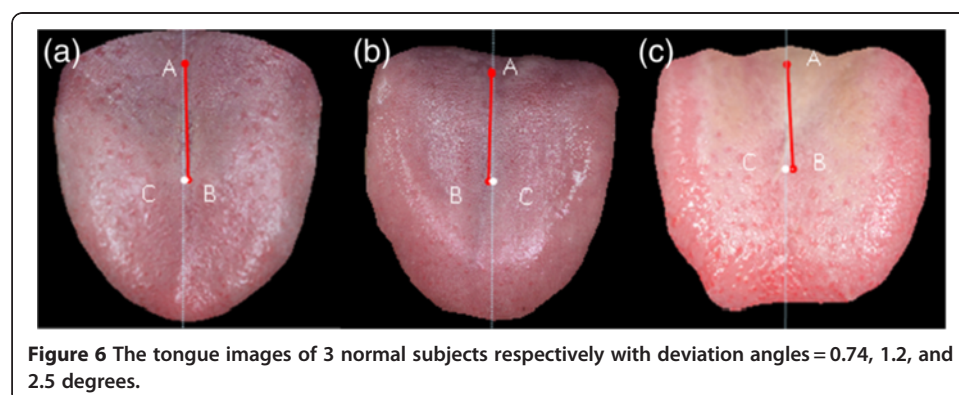 (a) (b) (c)
A A A
C B B C C B
Figure 6 The tongue images of 3 normal subjects respectively with deviation angles = 0.74, 1.2, and
2.5 degrees.